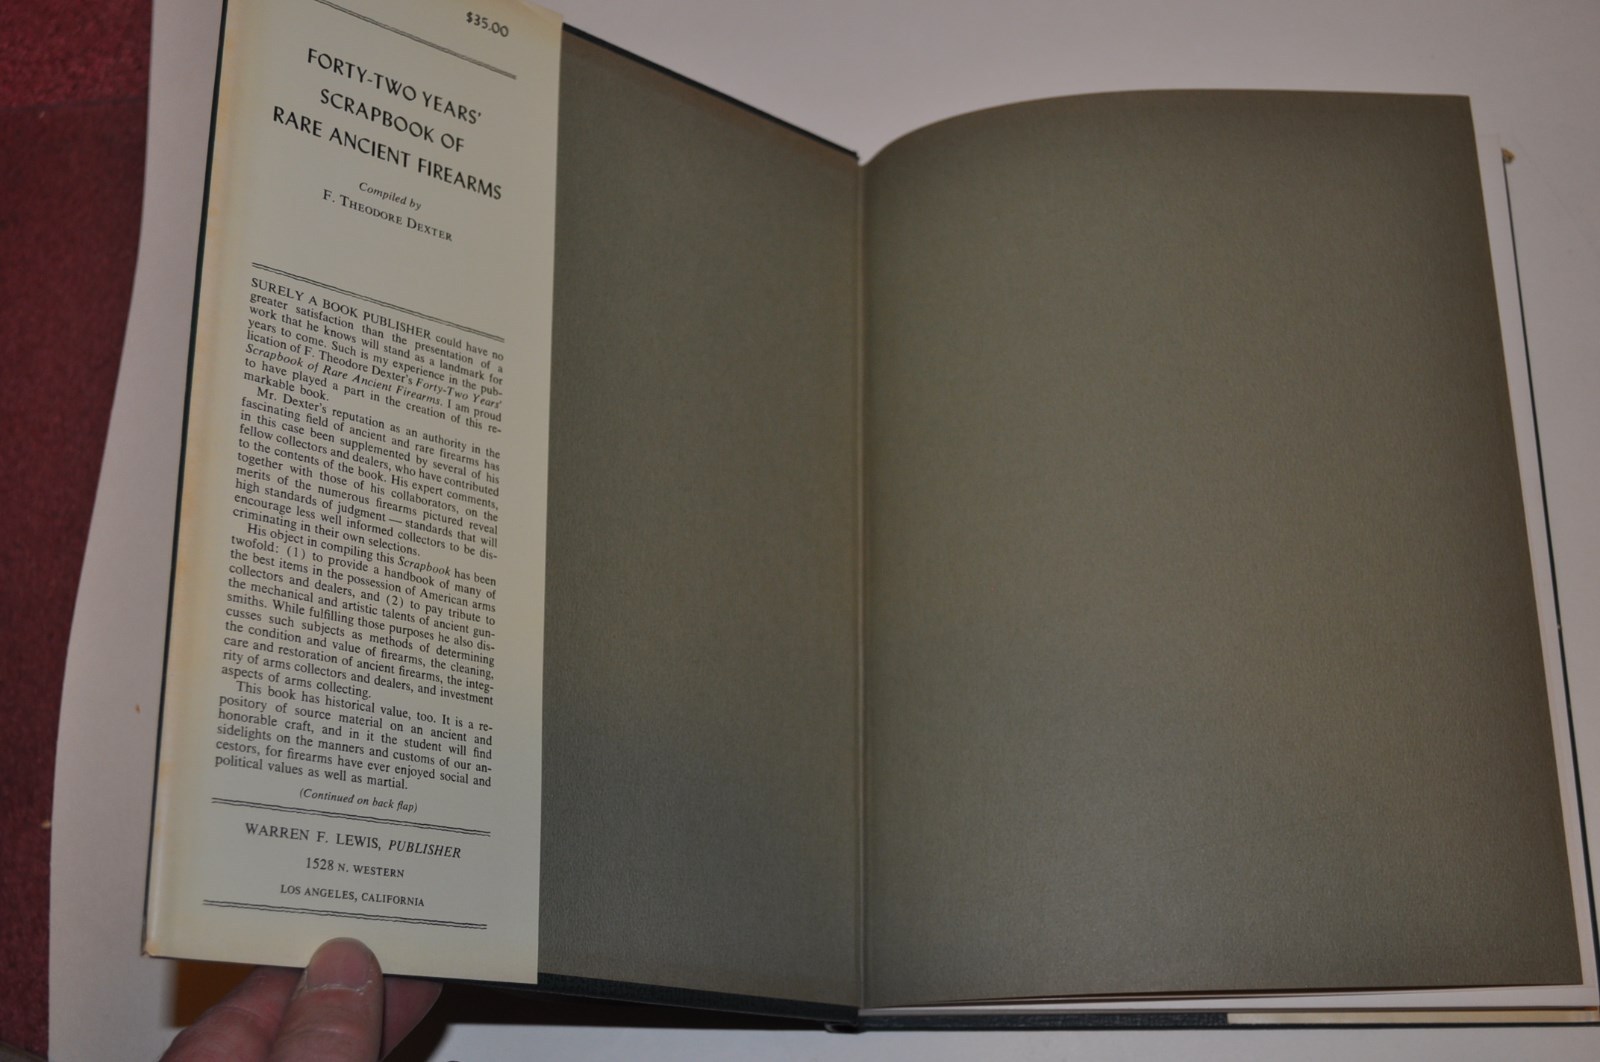 $35.00
FORTY-TWO YEARS'
SCRAPBOOK OF
RARE ANCIENT FIREARMS
Compiled by
F. THEODORE DEXTER
SURELY A BOOK PUBLISHER could have no
greater satisfaction than the presentation of a
work that he knows will stand as a landmark for
years to come. Such is my experience in the pub-
lication of F. Theodore Dexter's Forty-Two Years'
Scrapbook of Rare Ancient Firearms. I am proud
to have played a part in the creation of this re-
markable book.
Mr. Dexter's reputation as an authority in the
fascinating field of ancient and rare firearms has
in this case been supplemented by several of his
fellow collectors and dealers, who have contributed
to the contents of the book. His expert comments,
together with those of his collaborators, on the
merits of the numerous firearms pictured reveal
high standards of judgment — standards that will
encourage less well informed collectors to be dis-
criminating in their own selections.
His object in compiling this Scrapbook has been
twofold: (1) to provide a handbook of many of
the best items in the possession of American arms
collectors and dealers, and (2) to pay tribute to
the mechanical and artistic talents of ancient gun-
smiths. While fulfilling those purposes he also dis-
cusses such subjects as methods of determining
the condition and value of firearms, the cleaning,
care and restoration of ancient firearms, the integ-
rity of arms collectors and dealers, and investment
aspects of arms collecting.
This book has historical value, too. It is a re-
pository of source material on an ancient and
honorable craft, and in it the student will find
sidelights on the manners and customs of our an-
cestors, for firearms have ever enjoyed social and
political values as well as martial.
(Continued on back flap)
WARREN F. LEWIS, PUBLISHER
1528 N. WESTERN
LOS ANGELES, CALIFORNIA